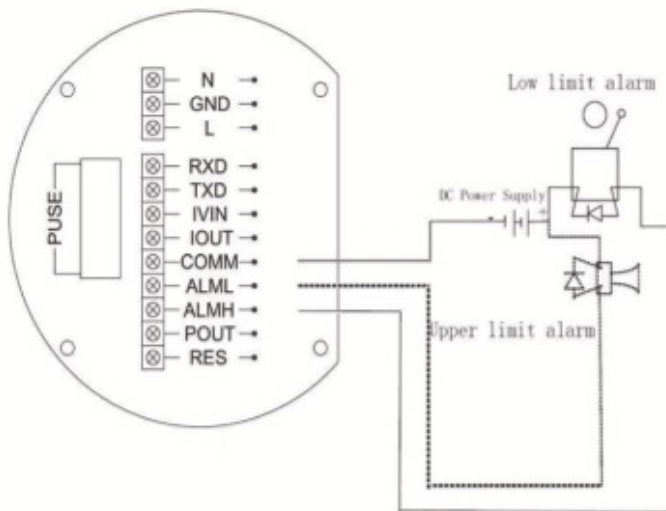 N
GND
L
RXD
TXD
IVIN
IOUT
COMM
ALML
ALMH
POUT
RES
PUSE
Low limit alarm
DC Power Supply
- +
Upper limit alarm